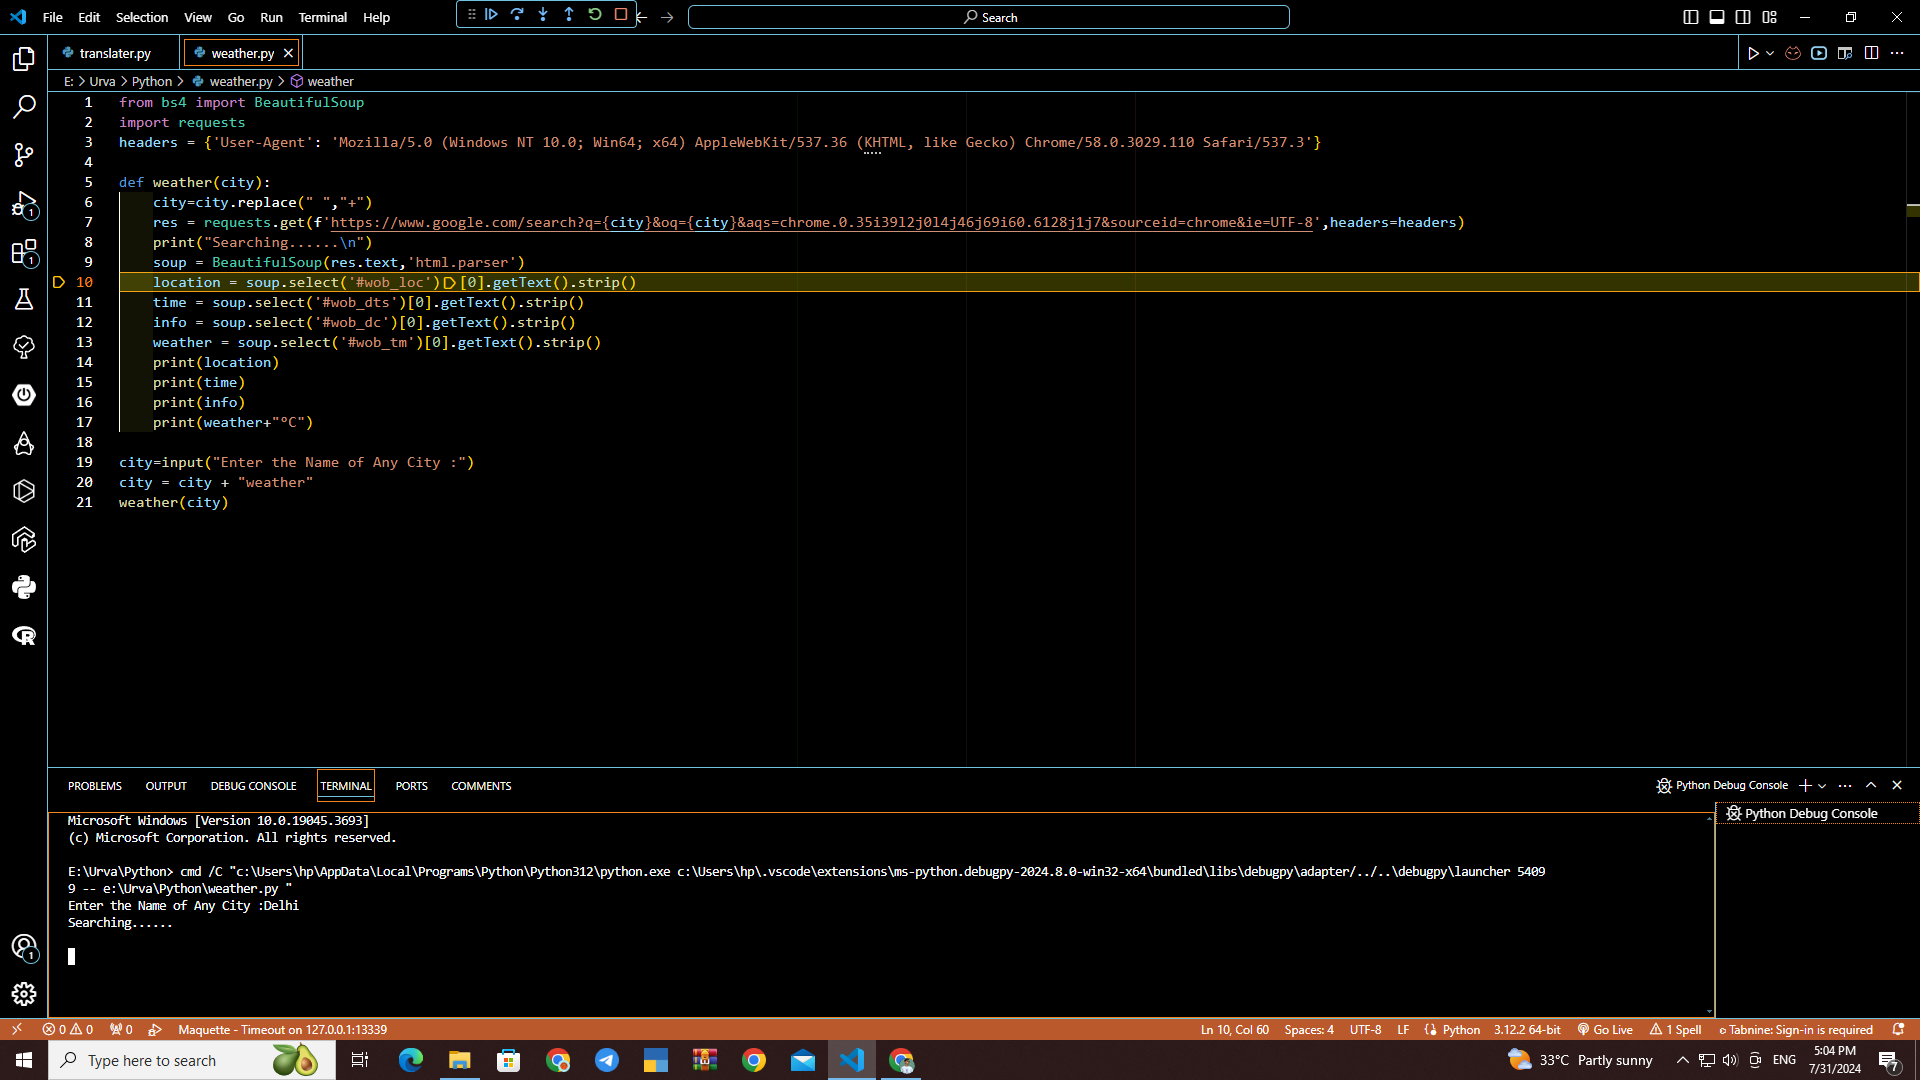 File Edit Selection View Go Run Terminal Help
Search
translater.py
weather.py
E: > Urva > Python > weather.py > weather
1 from bs4 import BeautifulSoup
2 import requests
3 headers = {'User-Agent': 'Mozilla/5.0 (Windows NT 10.0; Win64; x64) AppleWebKit/537.36 (KHTML, like Gecko) Chrome/58.0.3029.110 Safari/537.3'}
4
5 def weather(city):
6     city=city.replace(" ","+")
7     res = requests.get(f'https://www.google.com/search?q={city}&oq={city}&aqs=chrome.0.35i39l2j0l4j46j69i60.6128j1j7&sourceid=chrome&ie=UTF-8',headers=headers)
8     print("Searching......\n")
9     soup = BeautifulSoup(res.text,'html.parser')
10     location = soup.select('#wob_loc')[0].getText().strip()
11     time = soup.select('#wob_dts')[0].getText().strip()
12     info = soup.select('#wob_dc')[0].getText().strip()
13     weather = soup.select('#wob_tm')[0].getText().strip()
14     print(location)
15     print(time)
16     print(info)
17     print(weather+"°C")
18
19 city=input("Enter the Name of Any City :")
20 city = city + "weather"
21 weather(city)
PROBLEMS OUTPUT DEBUG CONSOLE TERMINAL PORTS COMMENTS
Python Debug Console
Python Debug Console
Microsoft Windows [Version 10.0.19045.3693]
(c) Microsoft Corporation. All rights reserved.
E:\Urva\Python> cmd /C "c:\Users\hp\AppData\Local\Programs\Python\Python312\python.exe c:\Users\hp\.vscode\extensions\ms-python.debugpy-2024.8.0-win32-x64\bundled\libs\debugpy\adapter/../..\debugpy\launcher 5409
9 -- e:\Urva\Python\weather.py "
Enter the Name of Any City :Delhi
Searching......
1
1
1
0 0 0 Maquette - Timeout on 127.0.0.1:13339
Ln 10, Col 60 Spaces: 4 UTF-8 LF Python 3.12.2 64-bit Go Live 1 Spell Tabnine: Sign-in is required
Type here to search
33°C Partly sunny
ENG
5:04 PM
7/31/2024
7